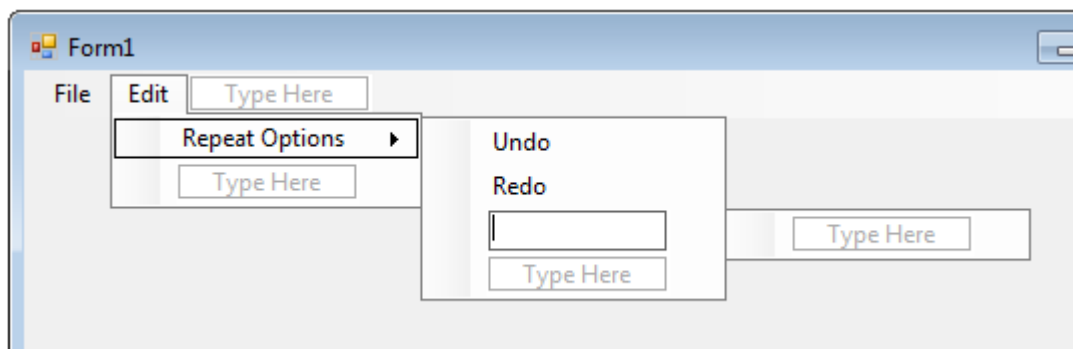 Form1
File Edit Type Here
Repeat Options
Undo
Type Here
Redo
Type Here
Type Here